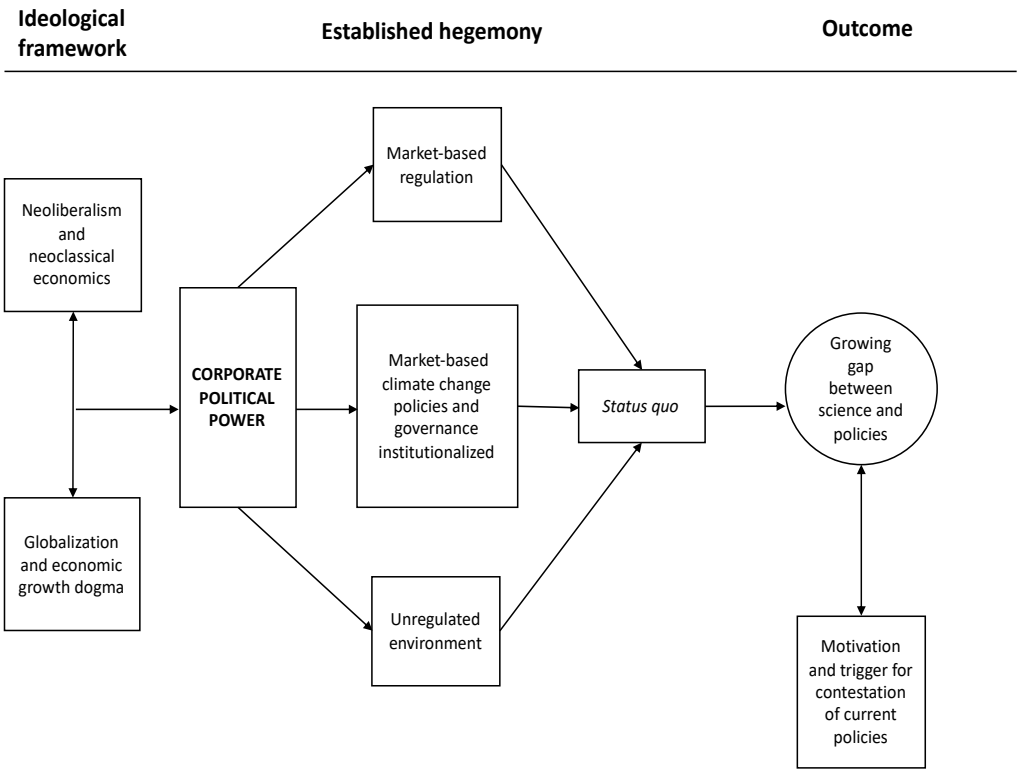 Ideological
framework
Established hegemony
Outcome
Neoliberalism
and
neoclassical
economics
Globalization
and economic
growth dogma
CORPORATE
POLITICAL
POWER
Market-based
regulation
Market-based
climate change
policies and
governance
institutionalized
Unregulated
environment
Status quo
Growing
gap
between
science and
policies
Motivation
and trigger for
contestation
of current
policies